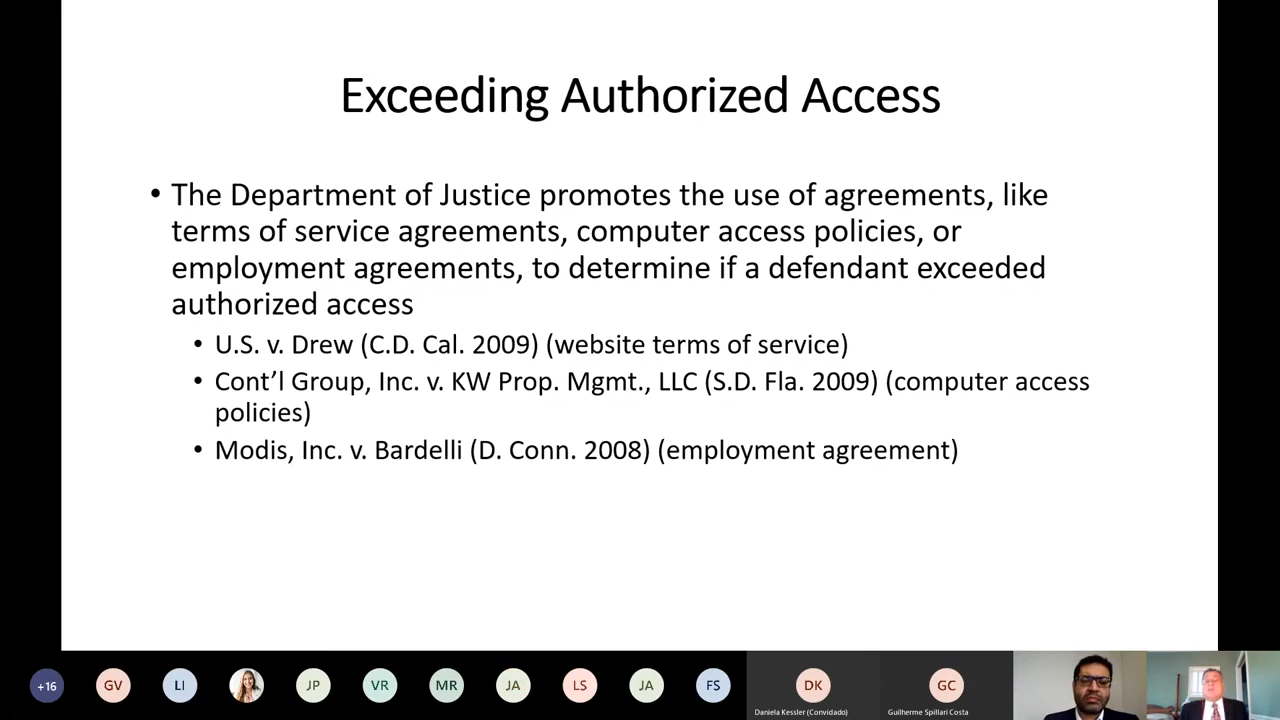 Exceeding Authorized Access
• The Department of Justice promotes the use of agreements, like
terms of service agreements, computer access policies, or
employment agreements, to determine if a defendant exceeded
authorized access
• U.S. v. Drew (C.D. Cal. 2009) (website terms of service)
• Cont’l Group, Inc. v. KW Prop. Mgmt., LLC (S.D. Fla. 2009) (computer access
policies)
• Modis, Inc. v. Bardelli (D. Conn. 2008) (employment agreement)
+16 GV LI JP VR MR JA LS JA FS DK GC
Daniela Kessler (Convidado) Guilherme Spillari Costa